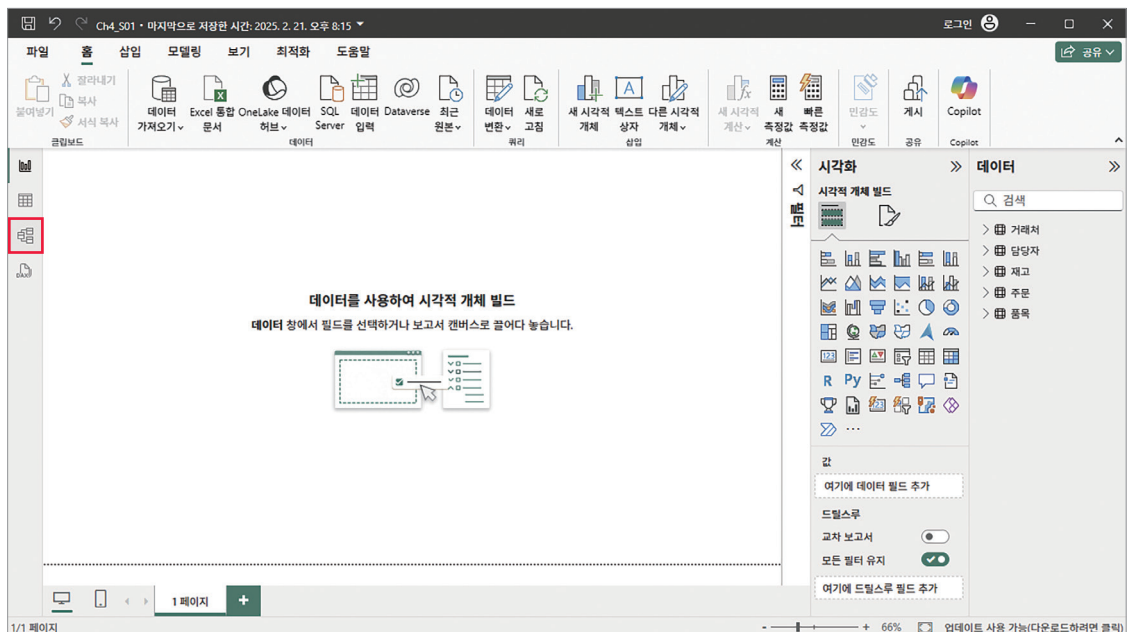 Ch4_S01 • 마지막으로 저장한 시간: 2025. 2. 21. 오후 8:15
로그인
파일 홈 삽입 모델링 보기 최적화 도움말
공유
붙여넣기
잘라내기
복사
서식 복사
클립보드
데이터 가져오기
Excel 통합 문서
OneLake 데이터 허브
SQL Server
데이터 입력
Dataverse
최근 원본
데이터
데이터 변환
새로 고침
쿼리
새 시각적 개체
텍스트 상자
다른 시각적 개체
삽입
새 시각적 계산
새 측정값
빠른 측정값
계산
민감도
민감도
게시
공유
Copilot
Copilot
필터
데이터를 사용하여 시각적 개체 빌드
데이터 창에서 필드를 선택하거나 보고서 캔버스로 끌어다 놓습니다.
시각화
시각적 개체 빌드
123
R Py
123
값
여기에 데이터 필드 추가
드릴스루
교차 보고서
모든 필터 유지
여기에 드릴스루 필드 추가
데이터
검색
거래처
담당자
재고
주문
품목
DAX
1페이지
+
1/1 페이지
- + 66%
업데이트 사용 가능(다운로드하려면 클릭)